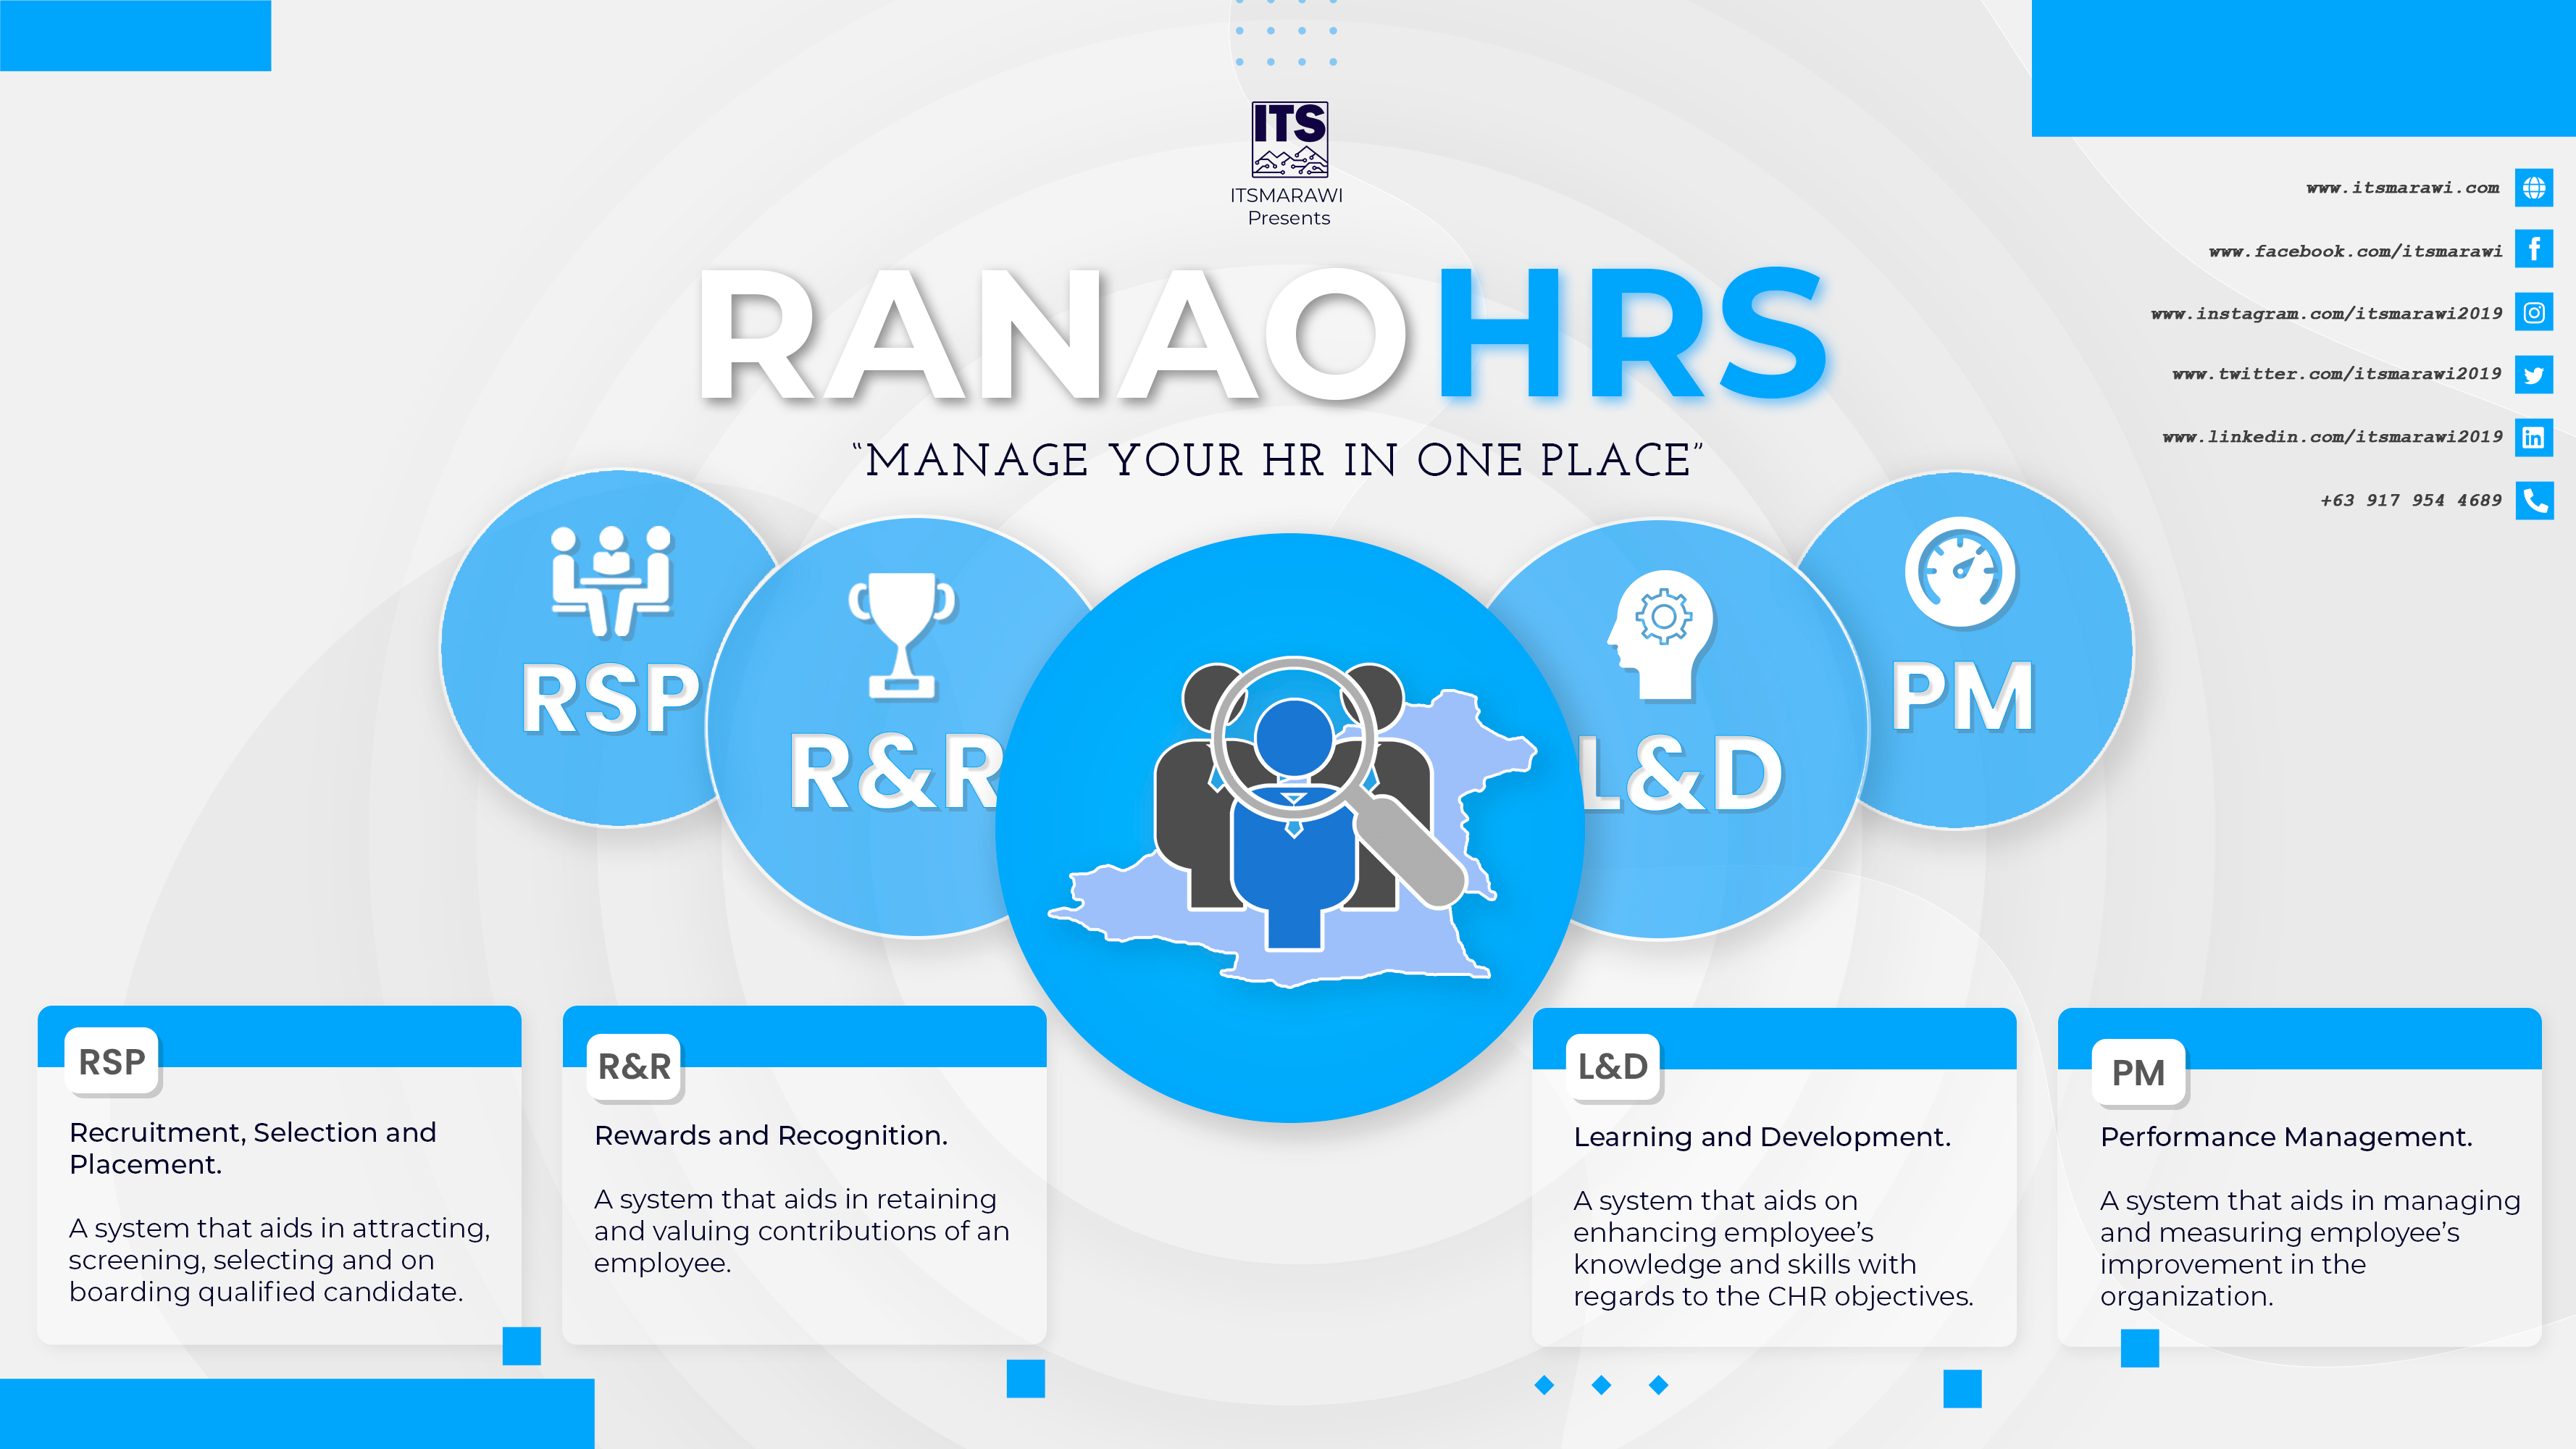 ITS
ITSMARAWI
Presents
RANAO HRS
“MANAGE YOUR HR IN ONE PLACE”
www.itsmarawi.com
www.facebook.com/itsmarawi
www.instagram.com/itsmarawi2019
www.twitter.com/itsmarawi2019
www.linkedin.com/itsmarawi2019
+63 917 954 4689
RSP
R&R
L&D
PM
RSP
Recruitment, Selection and
Placement.
A system that aids in attracting,
screening, selecting and on
boarding qualified candidate.
R&R
Rewards and Recognition.
A system that aids in retaining
and valuing contributions of an
employee.
L&D
Learning and Development.
A system that aids on
enhancing employee’s
knowledge and skills with
regards to the CHR objectives.
PM
Performance Management.
A system that aids in managing
and measuring employee’s
improvement in the
organization.